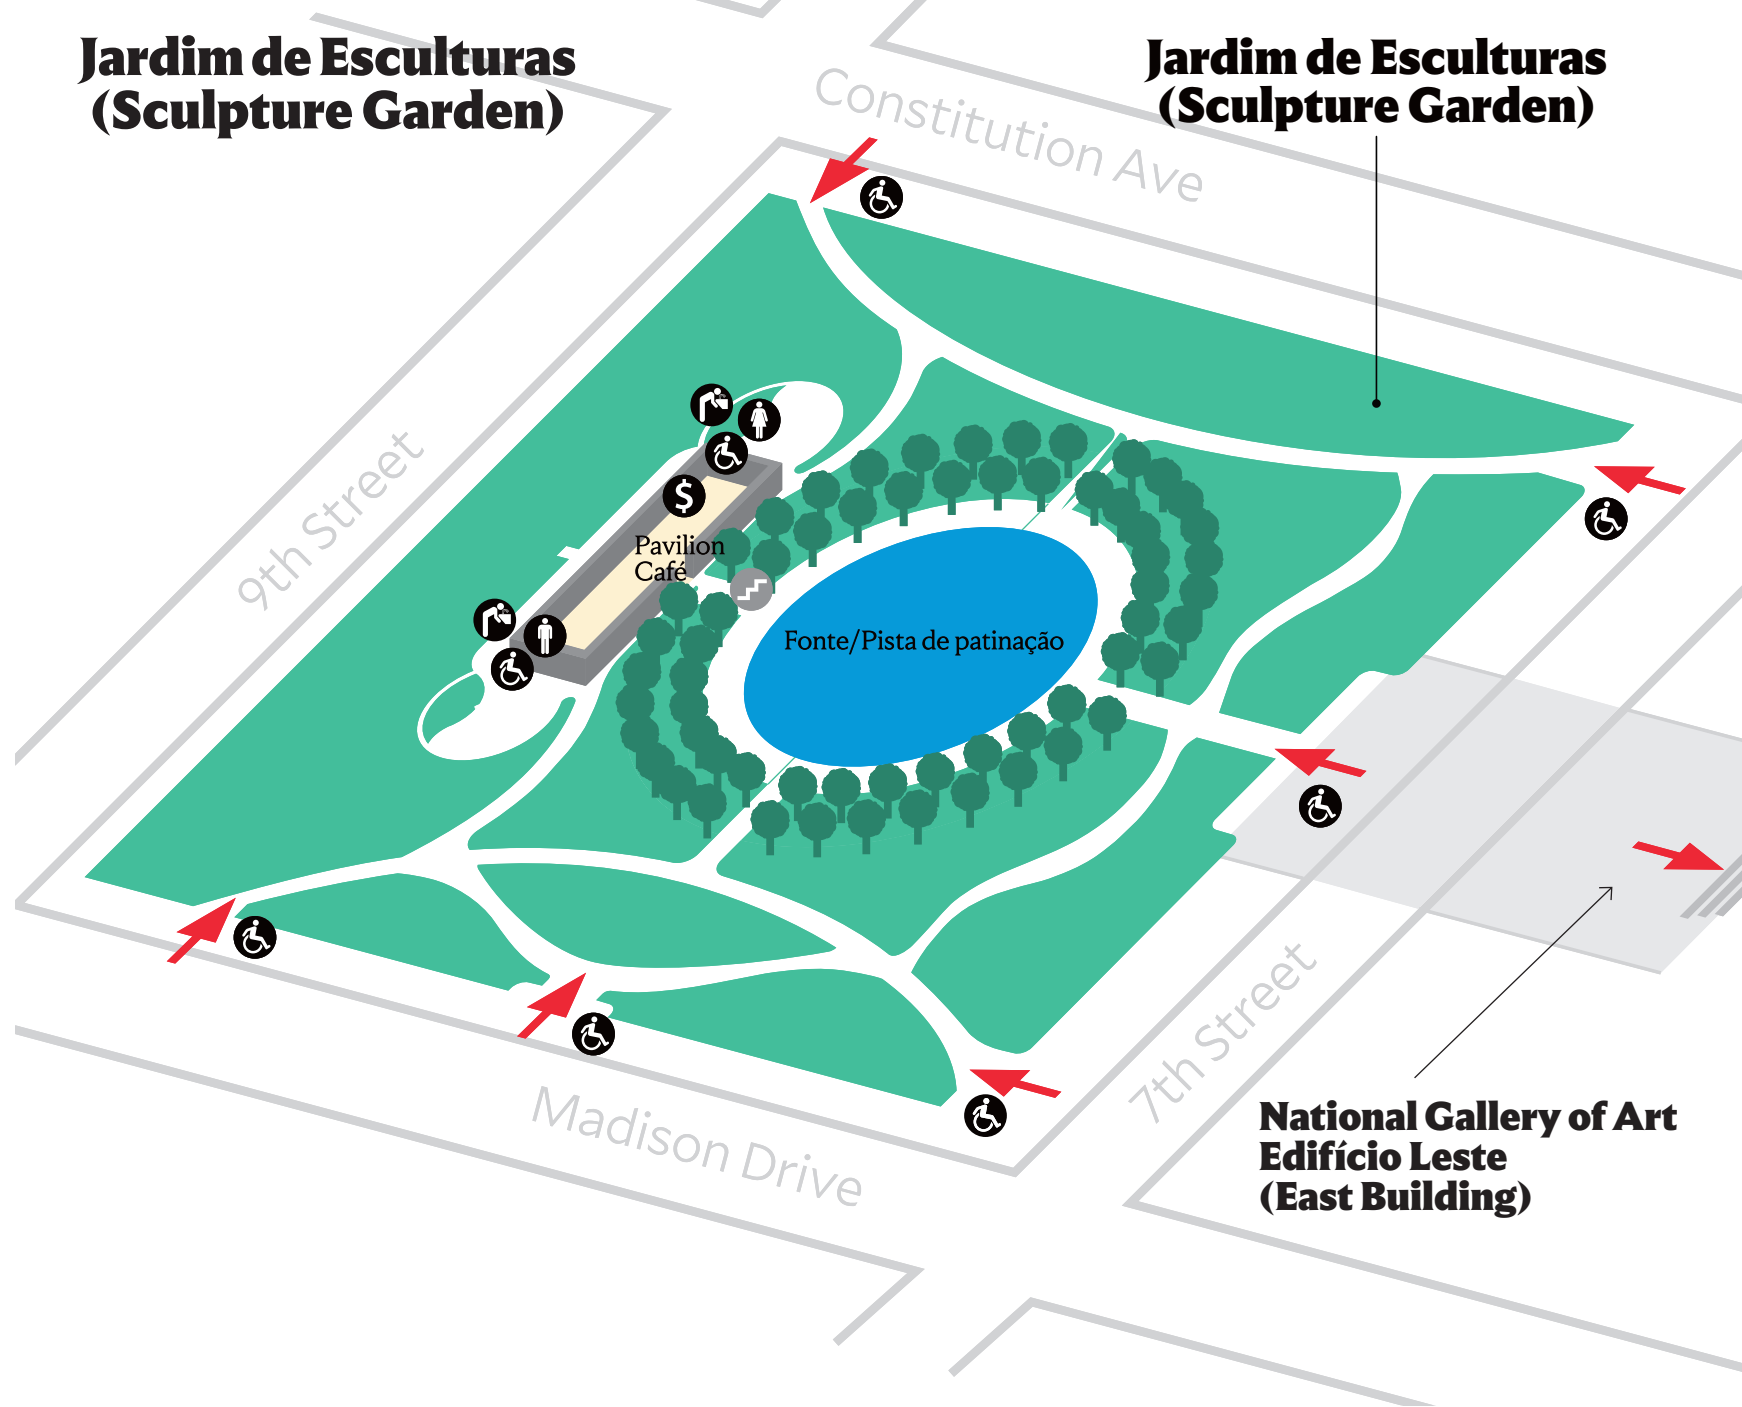 Jardim de Esculturas
(Sculpture Garden)
Jardim de Esculturas
(Sculpture Garden)
Constitution Ave
9th Street
$
Pavilion
Café
Fonte/Pista de patinação
7th Street
Madison Drive
National Gallery of Art
Edifício Leste
(East Building)